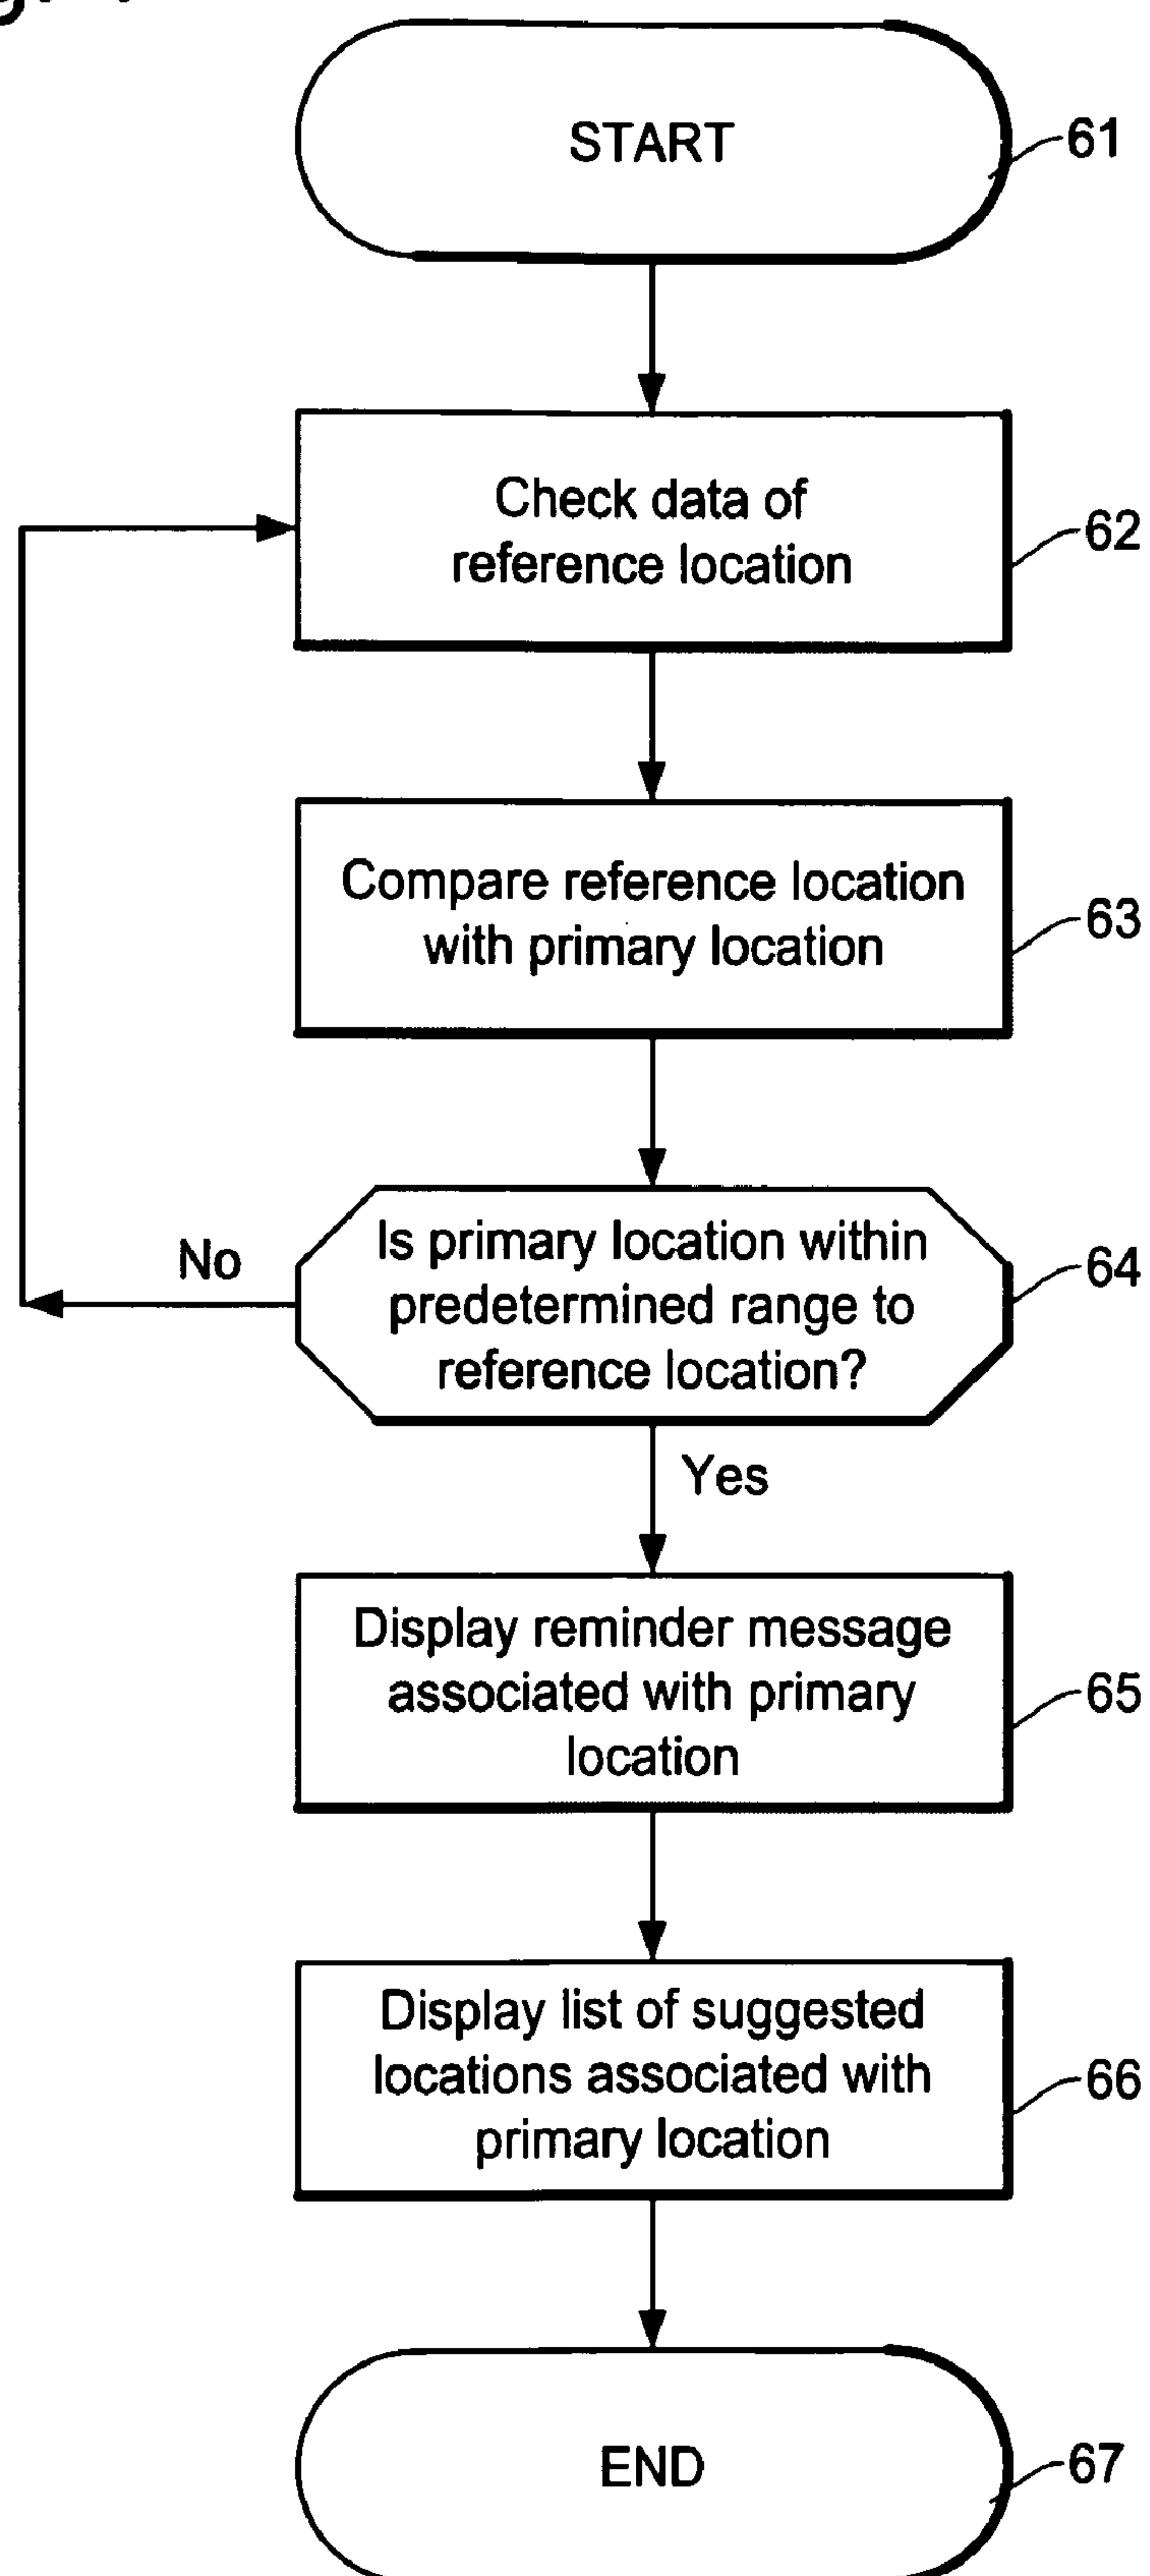 START
61
Check data of
reference location
62
Compare reference location
with primary location
63
Is primary location within
predetermined range to
reference location?
64
No
Yes
Display reminder message
associated with primary
location
65
Display list of suggested
locations associated with
primary location
66
END
67